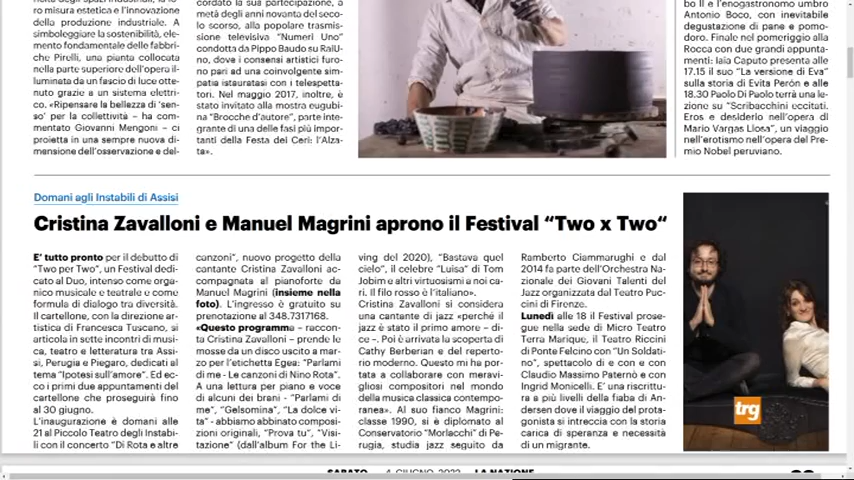 della produzione industriale. A
simboleggiare la sostenibilità, ele-
mento fondamentale delle fabbri-
che Pirelli, una pianta collocata
nella parte superiore dell'opera il-
luminata da un fascio di luce otte-
nuto grazie a un sistema elettri-
co. «Ripensare la bellezza di 'sen-
so' per la collettività – ha com-
mentato Giovanni Mengoni – ci
proietta in una sempre nuova di-
mensione dell'osservazione e del-
cordato la sua partecipazione, a
metà degli anni novanta del seco-
lo scorso, alla popolare trasmis-
sione televisiva "Numeri Uno"
condotta da Pippo Baudo su RaiU-
no, dove i consensi artistici furo-
no pari ad una coinvolgente sim-
patia istauratasi con i telespetta-
tori. Nel maggio 2017, inoltre, è
stato invitato alla mostra eugubi-
na "Brocche d'autore", parte inte-
grante di una delle fasi più impor-
tanti della Festa dei Ceri: l'Alza-
ta».
bo II e l'enogastronomo umbro
Antonio Boco, con inevitabile
degustazione di pane e pomo-
doro. Finale nel pomeriggio alla
Rocca con due grandi appunta-
menti: Iaia Caputo presenta alle
17.15 il suo "La versione di Eva"
sulla storia di Evita Perón e alle
18.30 Paolo Di Paolo terrà una le-
zione su "Scribacchini eccitati.
Eros e desiderio nell'opera di
Mario Vargas Llosa", un viaggio
nell'erotismo nell'opera del Pre-
mio Nobel peruviano.
Domani agli Instabili di Assisi
Cristina Zavalloni e Manuel Magrini aprono il Festival "Two x Two"
E' tutto pronto per il debutto di
"Two per Two", un Festival dedi-
cato al Duo, intenso come orga-
nico musicale e teatrale e come
formula di dialogo tra diversità.
Il cartellone, con la direzione ar-
tistica di Francesca Tuscano, si
articola in sette incontri di musi-
ca, teatro e letteratura tra Assi-
si, Perugia e Piegaro, dedicati al
tema "Ipotesi sull'amore". Ed ec-
co i primi due appuntamenti del
cartellone che proseguirà fino
al 30 giugno.
L'inaugurazione è domani alle
21 al Piccolo Teatro degli Instabi-
li con il concerto "Di Rota e altre
canzoni", nuovo progetto della
cantante Cristina Zavalloni ac-
compagnata al pianoforte da
Manuel Magrini (insieme nella
foto). L'ingresso è gratuito su
prenotazione al 348.7317168.
«Questo programma – raccon-
ta Cristina Zavalloni – prende le
mosse da un disco uscito a mar-
zo per l'etichetta Egea: "Parlami
di me - Le canzoni di Nino Rota".
A una lettura per piano e voce
di alcuni dei brani - "Parlami di
me", "Gelsomina", "La dolce vi-
ta" - abbiamo abbinato composi-
zioni originali, "Prova tu", "Visi-
tazione" (dall'album For the Li-
ving del 2020), "Bastava quel
cielo", il celebre "Luisa" di Tom
Jobim e altri virtuosismi a noi ca-
ri. Il filo rosso è l'italiano».
Cristina Zavalloni si considera
una cantante di jazz «perché il
jazz è stato il primo amore – di-
ce –. Poi è arrivata la scoperta di
Cathy Berberian e del reperto-
rio moderno. Questo mi ha por-
tata a collaborare con meravi-
gliosi compositori nel mondo
della musica classica contempo-
ranea». Al suo fianco Magrini:
classe 1990, si è diplomato al
Conservatorio "Morlacchi" di Pe-
rugia, studia jazz seguito da
Ramberto Ciammarughi e dal
2014 fa parte dell'Orchestra Na-
zionale dei Giovani Talenti del
Jazz organizzata dal Teatro Puc-
cini di Firenze.
Lunedì alle 18 il Festival prose-
gue nella sede di Micro Teatro
Terra Marique, il Teatro Riccini
di Ponte Felcino con "Un Soldati-
no", spettacolo di e con e con
Claudio Massimo Paternò e con
Ingrid Monicelli. E' una riscrittu-
ra a più livelli della fiaba di An-
dersen dove il viaggio del prota-
gonista si intreccia con la storia
carica di speranza e necessità
di un migrante.
trg
SABATO — 4 GIUGNO 2022 — LA NAZIONE